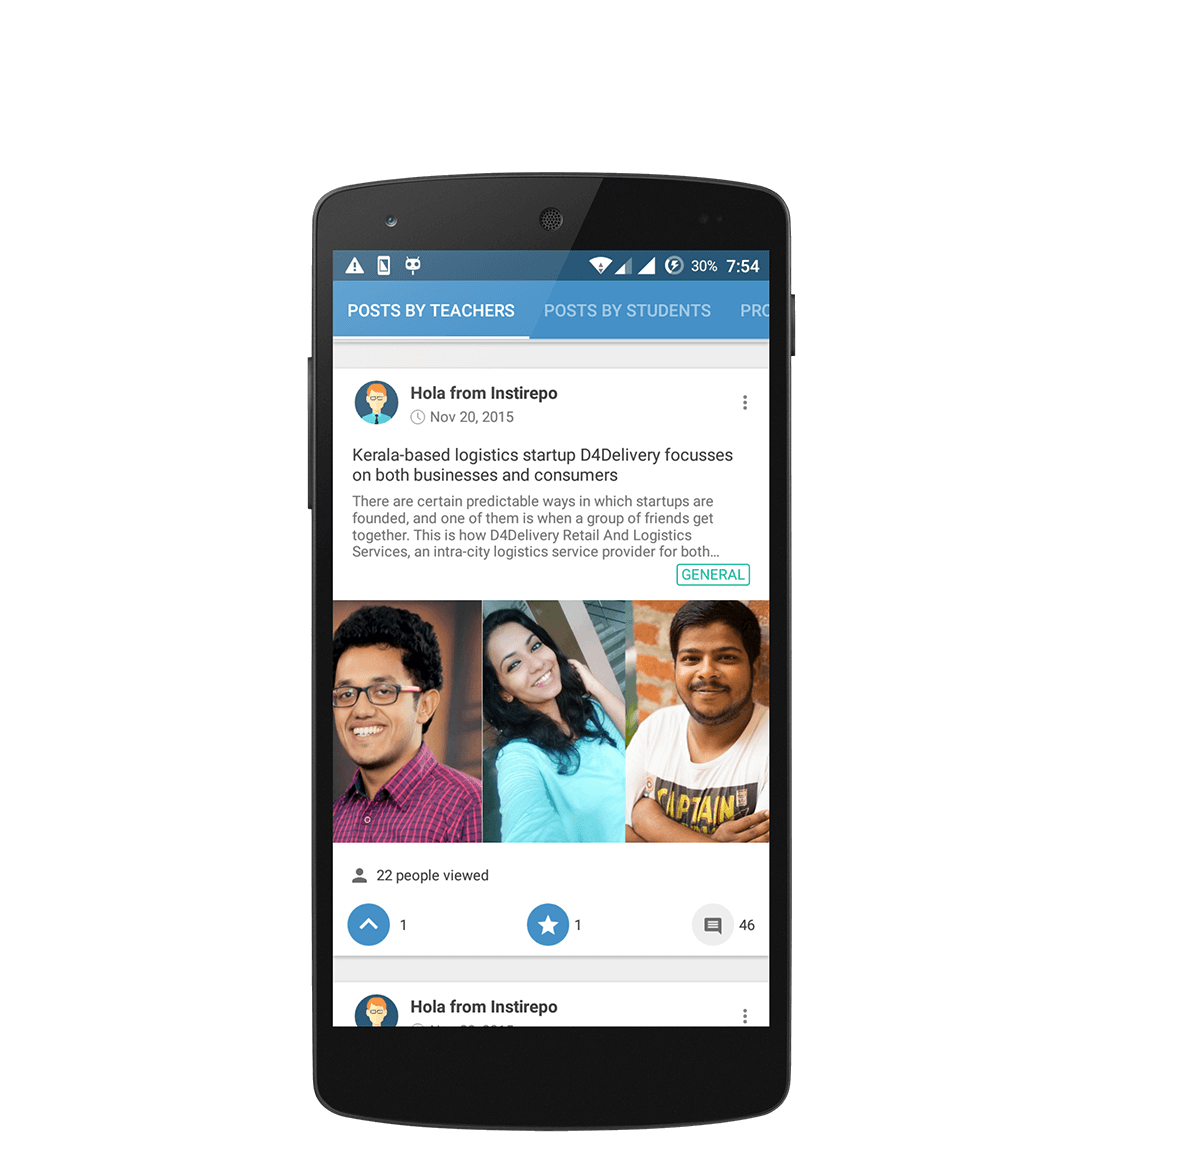 30% 7:54
POSTS BY TEACHERS POSTS BY STUDENTS PRO
Hola from Instirepo
Nov 20, 2015
Kerala-based logistics startup D4Delivery focusses
on both businesses and consumers
There are certain predictable ways in which startups are
founded, and one of them is when a group of friends get
together. This is how D4Delivery Retail And Logistics
Services, an intra-city logistics service provider for both…
GENERAL
CAPTAIN
22 people viewed
1 1 46
Hola from Instirepo